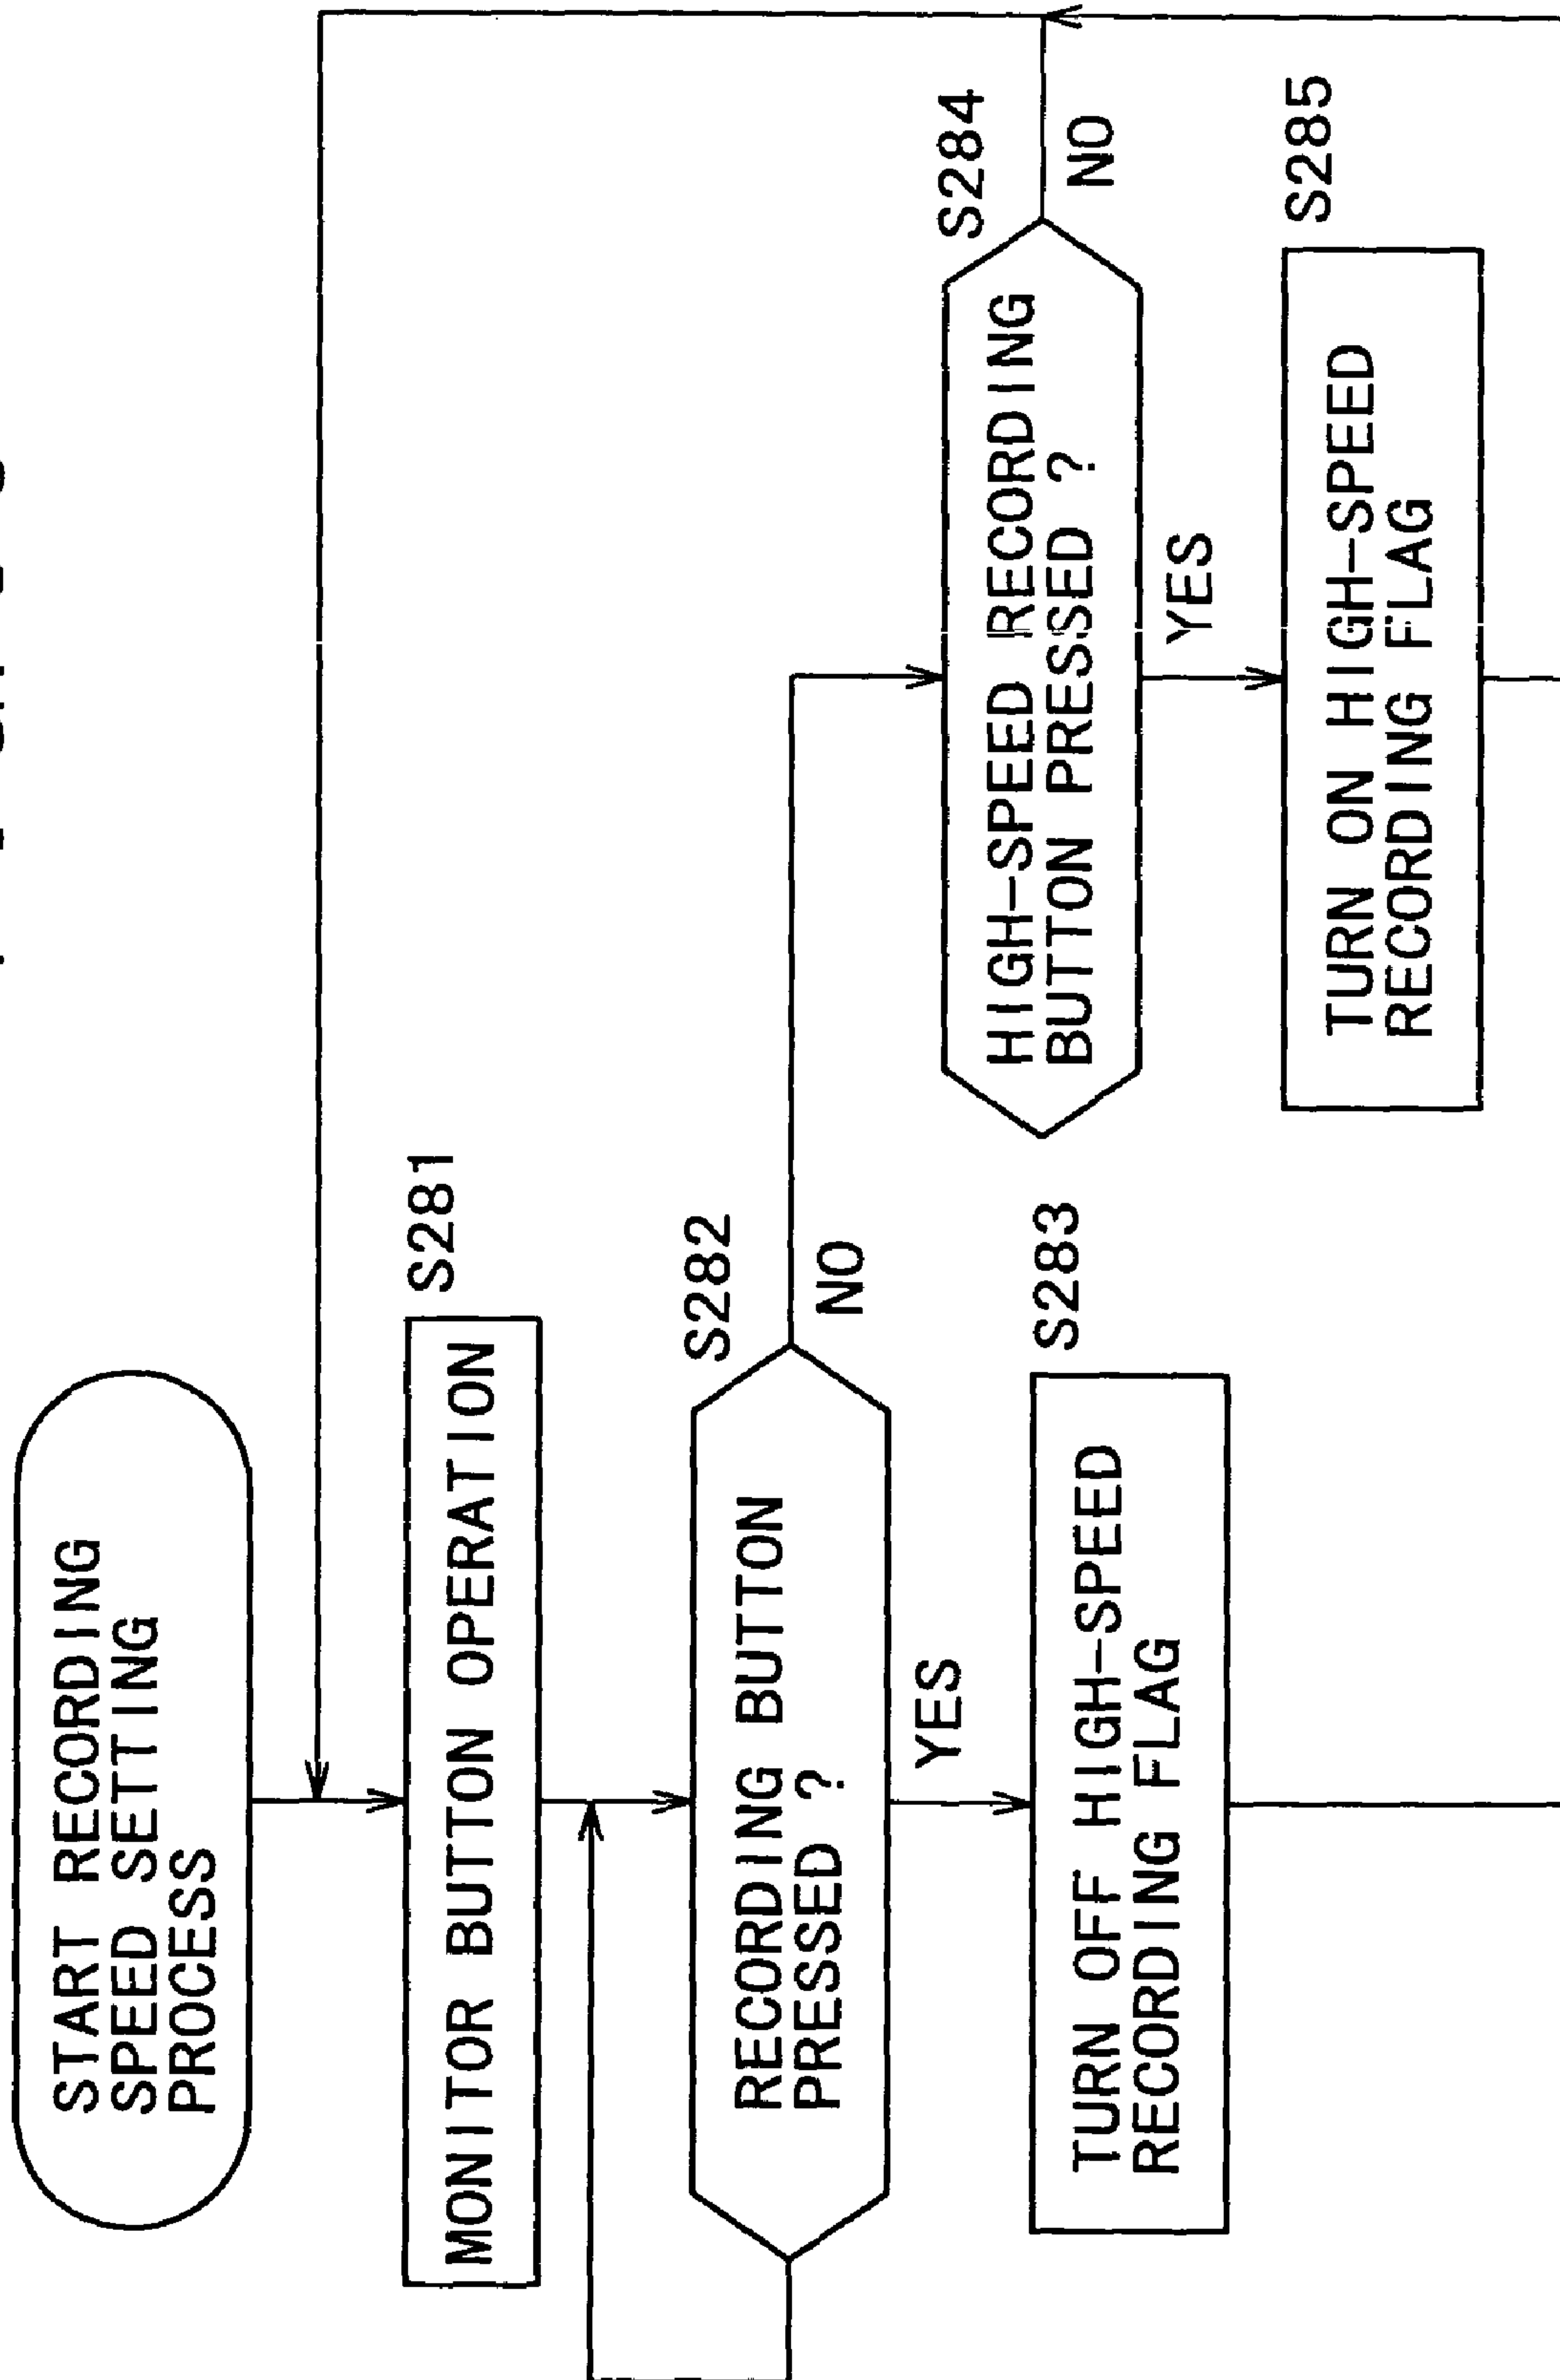 START RECORDING
SPEED SETTING
PROCESS
S281
MONITOR BUTTON OPERATION
S282
RECORDING BUTTON
PRESSED ?
NO
YES
S283
TURN OFF HIGH-SPEED
RECORDING FLAG
S284
HIGH-SPEED RECORDING
BUTTON PRESSED ?
NO
YES
S285
TURN ON HIGH-SPEED
RECORDING FLAG